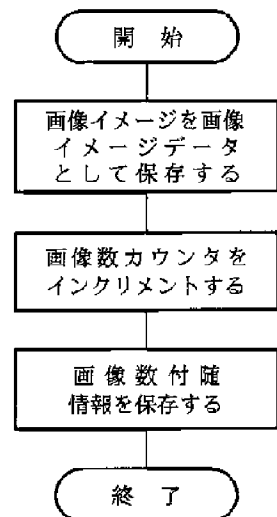 開始
画像イメージを画像
イメージデータ
として保存する
画像数カウンタを
インクリメントする
画像数付随
情報を保存する
終了